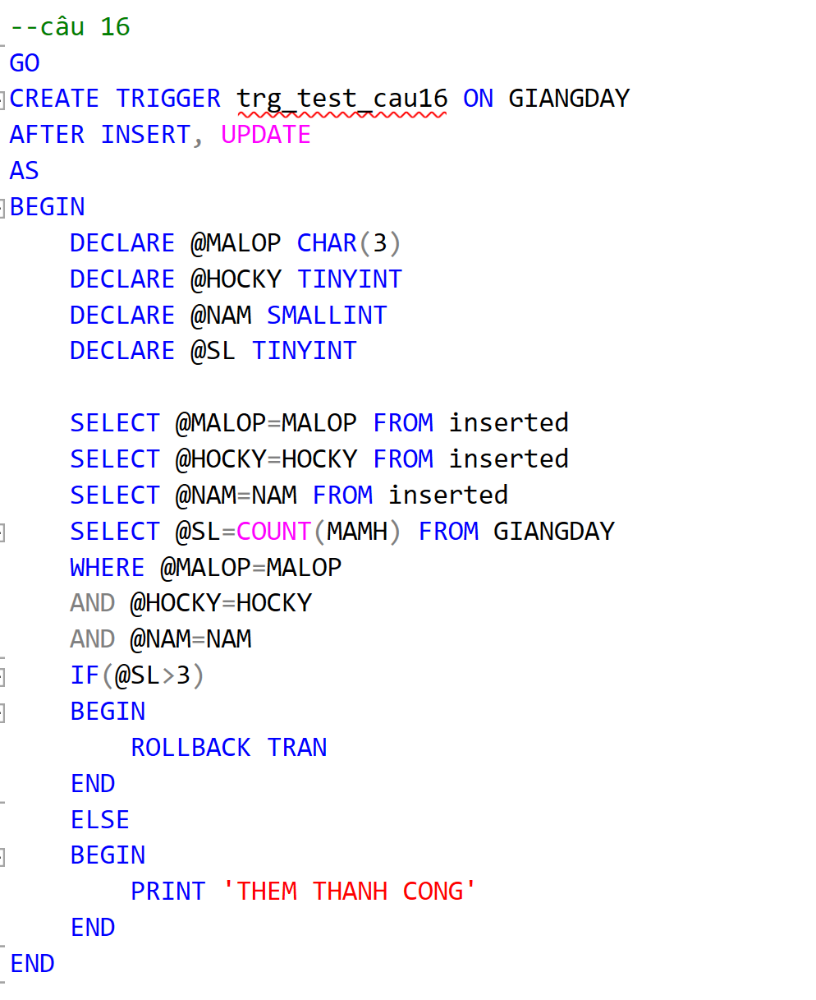 --câu 16
GO
CREATE TRIGGER trg_test_cau16 ON GIANGDAY
AFTER INSERT, UPDATE
AS
BEGIN
DECLARE @MALOP CHAR(3)
DECLARE @HOCKY TINYINT
DECLARE @NAM SMALLINT
DECLARE @SL TINYINT
SELECT @MALOP=MALOP FROM inserted
SELECT @HOCKY=HOCKY FROM inserted
SELECT @NAM=NAM FROM inserted
SELECT @SL=COUNT(MAMH) FROM GIANGDAY
WHERE @MALOP=MALOP
AND @HOCKY=HOCKY
AND @NAM=NAM
IF(@SL>3)
BEGIN
ROLLBACK TRAN
END
ELSE
BEGIN
PRINT 'THEM THANH CONG'
END
END